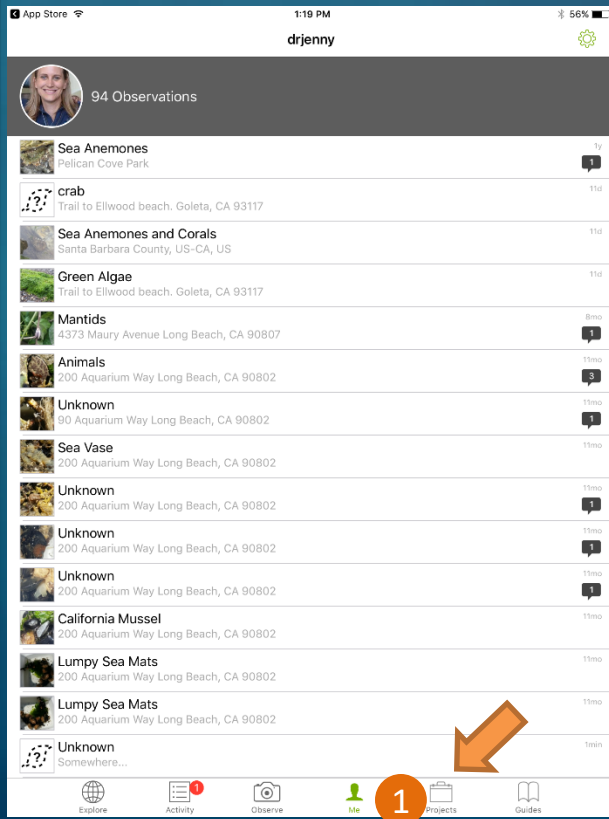 App Store 1:19 PM 56%
drjenny
94 Observations
Sea Anemones 1y
Pelican Cove Park 1
crab 11d
Trail to Ellwood beach. Goleta, CA 93117
Sea Anemones and Corals 11d
Santa Barbara County, US-CA, US
Green Algae 11d
Trail to Ellwood beach. Goleta, CA 93117
Mantids 8mo
4373 Maury Avenue Long Beach, CA 90807 1
Animals 11mo
200 Aquarium Way Long Beach, CA 90802 3
Unknown 11mo
90 Aquarium Way Long Beach, CA 90802 1
Sea Vase 11mo
200 Aquarium Way Long Beach, CA 90802
Unknown 11mo
200 Aquarium Way Long Beach, CA 90802 1
Unknown 11mo
200 Aquarium Way Long Beach, CA 90802 1
Unknown 11mo
200 Aquarium Way Long Beach, CA 90802 1
California Mussel 11mo
200 Aquarium Way Long Beach, CA 90802
Lumpy Sea Mats 11mo
200 Aquarium Way Long Beach, CA 90802
Lumpy Sea Mats 11mo
200 Aquarium Way Long Beach, CA 90802
?
Unknown 1min
Somewhere...
1
1
Explore Activity Observe Me Projects Guides